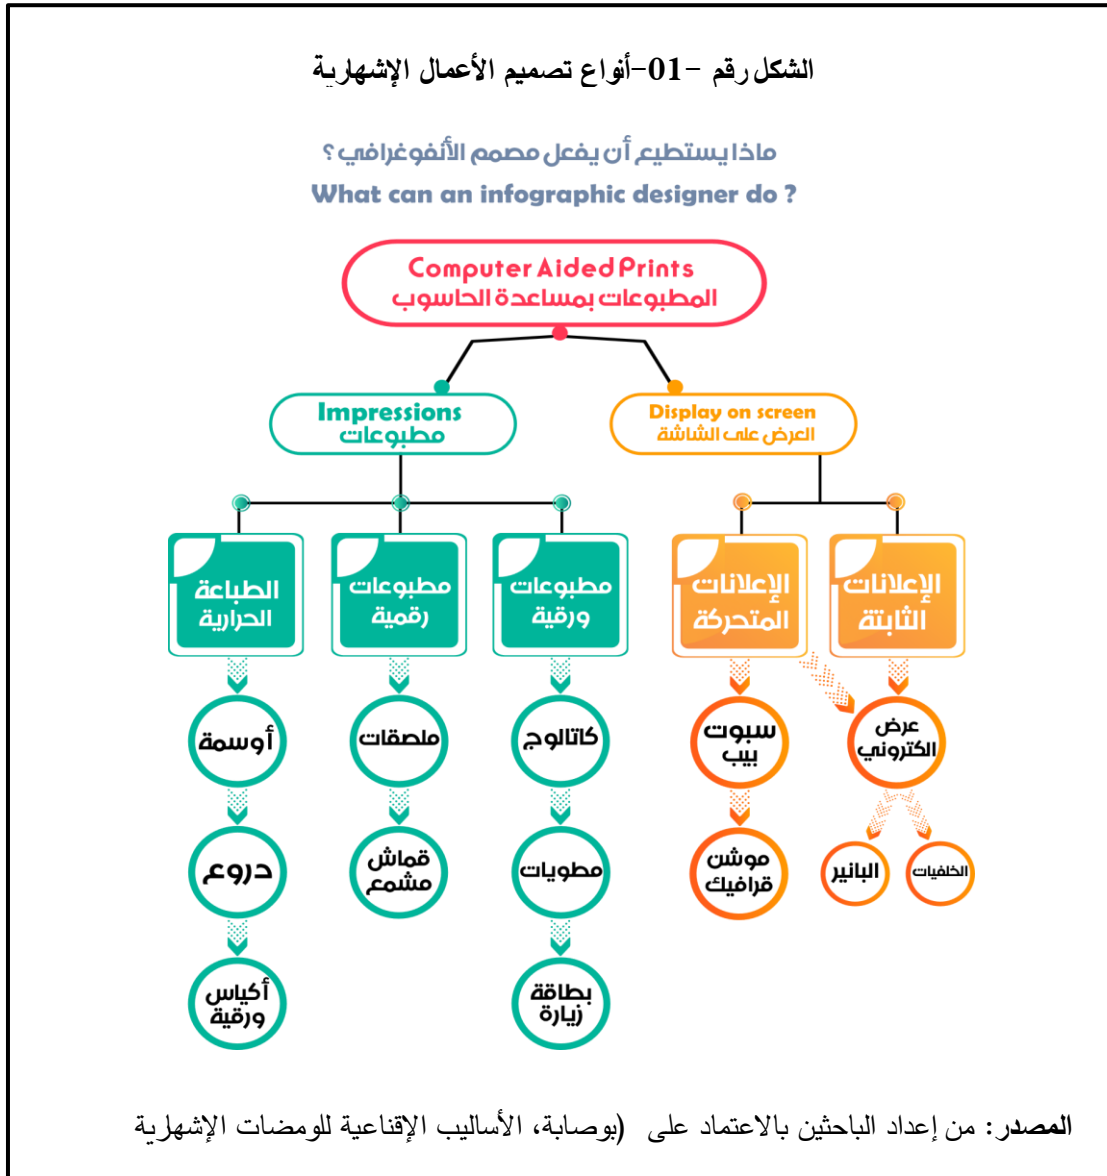 الشكل رقم -01-أنواع تصميم الأعمال الإشهارية
ماذا يستطيع أن يفعل مصمم الأنفوغرافي؟
What can an infographic designer do ?
Computer Aided Prints
المطبوعات بمساعدة الحاسوب
Impressions
مطبوعات
Display on screen
العرض على الشاشة
الإعلانات
الثابتة
الإعلانات
المتحركة
مطبوعات
ورقية
مطبوعات
رقمية
الطباعة
الحرارية
عرض
الكتروني
سبوت
بيب
كاتالوج
ملصقات
أوسمة
الخلفيات
البانير
موشن
قرافيك
مطويات
قماش
مشمع
دروع
بطاقة
زيارة
أكياس
ورقية
المصدر: من إعداد الباحثين بالاعتماد على (بوصابة، الأساليب الإقناعية للومضات الإشهارية